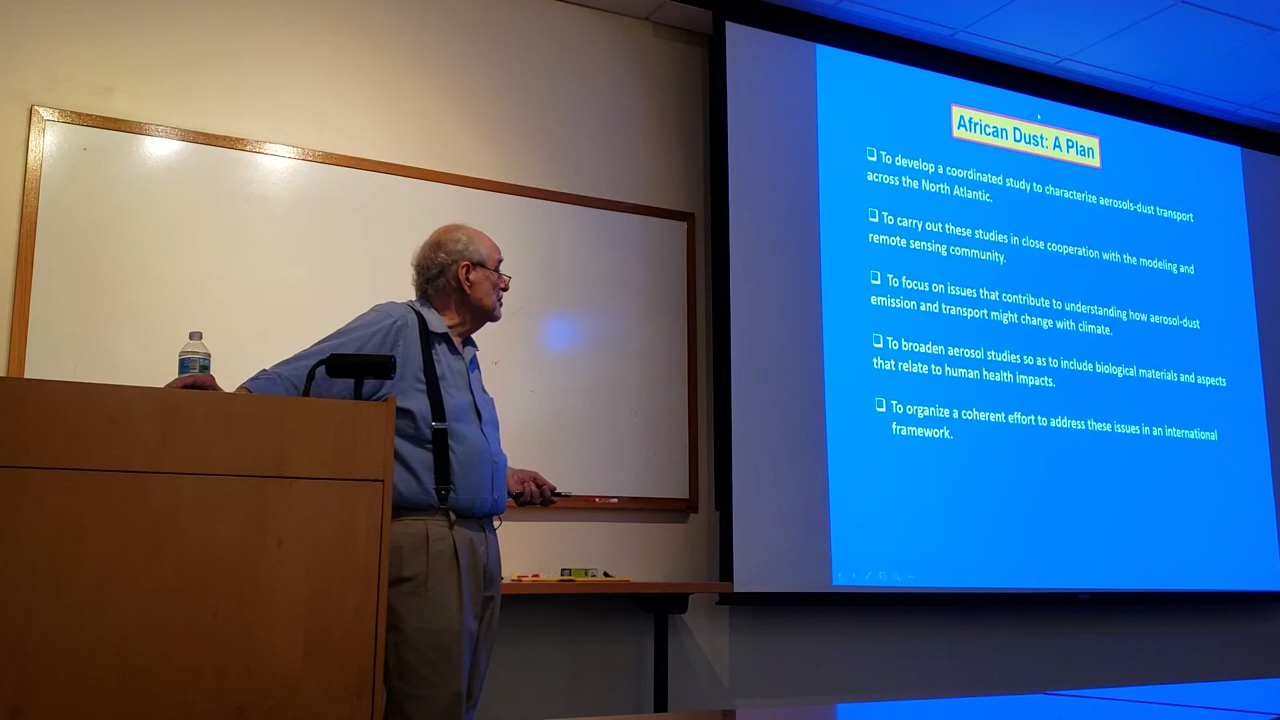 African Dust: A Plan
❑ To develop a coordinated study to characterize aerosols-dust transport
across the North Atlantic.
❑ To carry out these studies in close cooperation with the modeling and
remote sensing community.
❑ To focus on issues that contribute to understanding how aerosol-dust
emission and transport might change with climate.
❑ To broaden aerosol studies so as to include biological materials and aspects
that relate to human health impacts.
❑ To organize a coherent effort to address these issues in an international
framework.